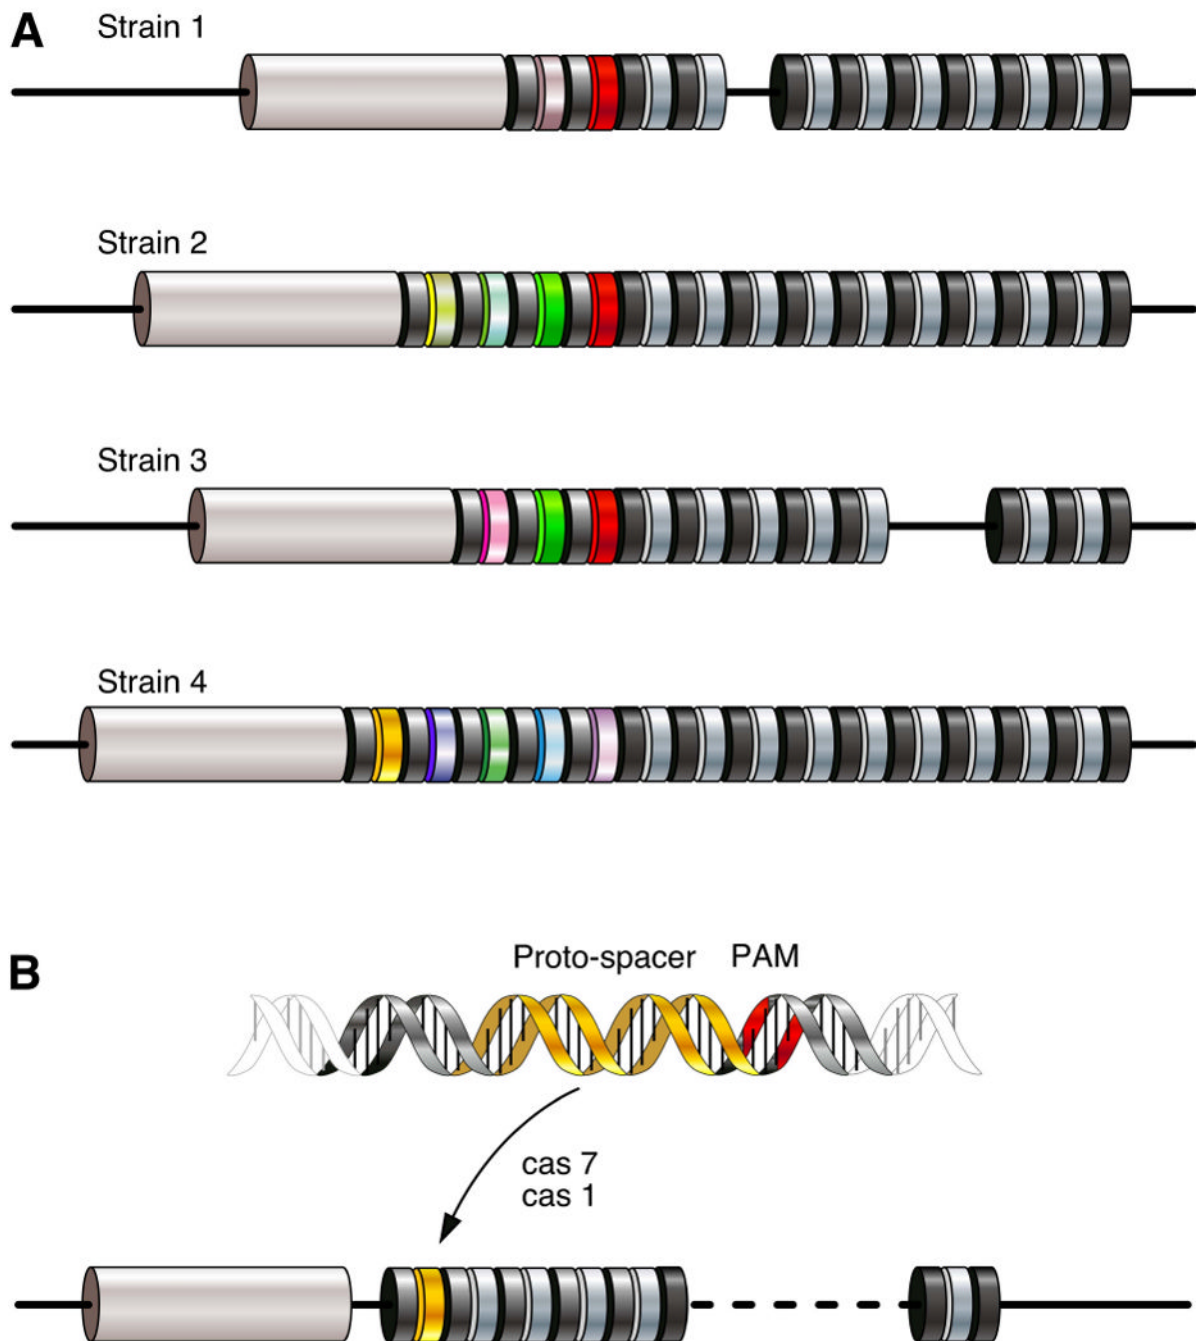 A
Strain 1
Strain 2
Strain 3
Strain 4
B
Proto-spacer PAM
cas 7
cas 1